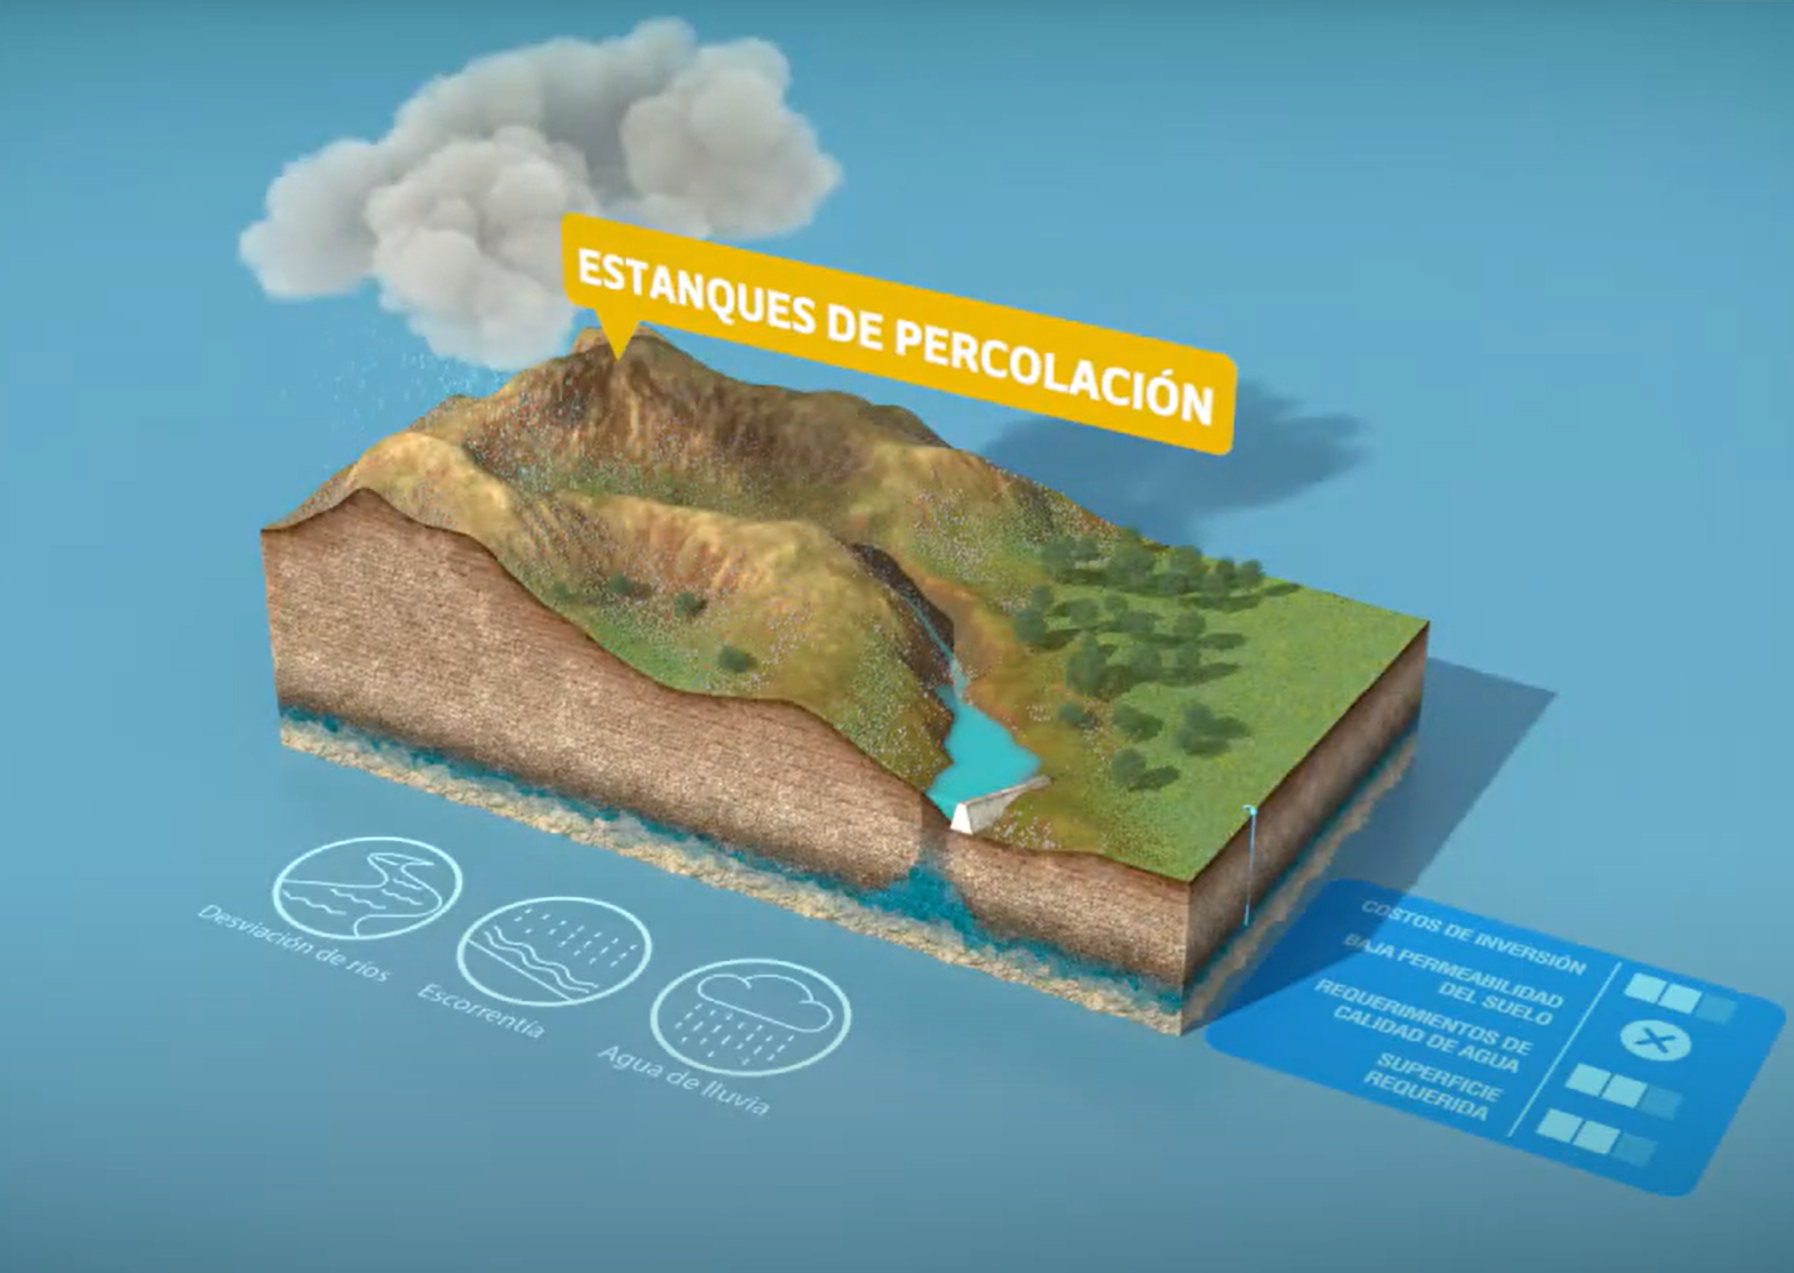 ESTANQUES DE PERCOLACIÓN
Desviación de ríos
Escorrentía
Agua de lluvia
COSTOS DE INVERSIÓN
BAJA PERMEABILIDAD
DEL SUELO
REQUERIMIENTOS DE
CALIDAD DE AGUA
SUPERFICIE
REQUERIDA